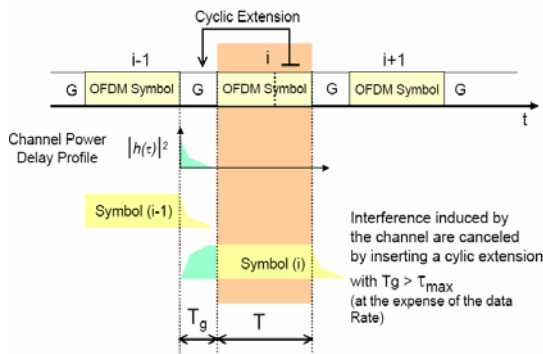 Cyclic Extension
i-1
i
i+1
G
OFDM Symbol
G
OFDM Symbol
G
OFDM Symbol
G
t
Channel Power
Delay Profile
|h(τ)|²
Symbol (i-1)
Symbol (i)
Interference induced by
the channel are canceled
by inserting a cylic extension
with Tg > τmax
(at the expense of the data
Rate)
Tg
T